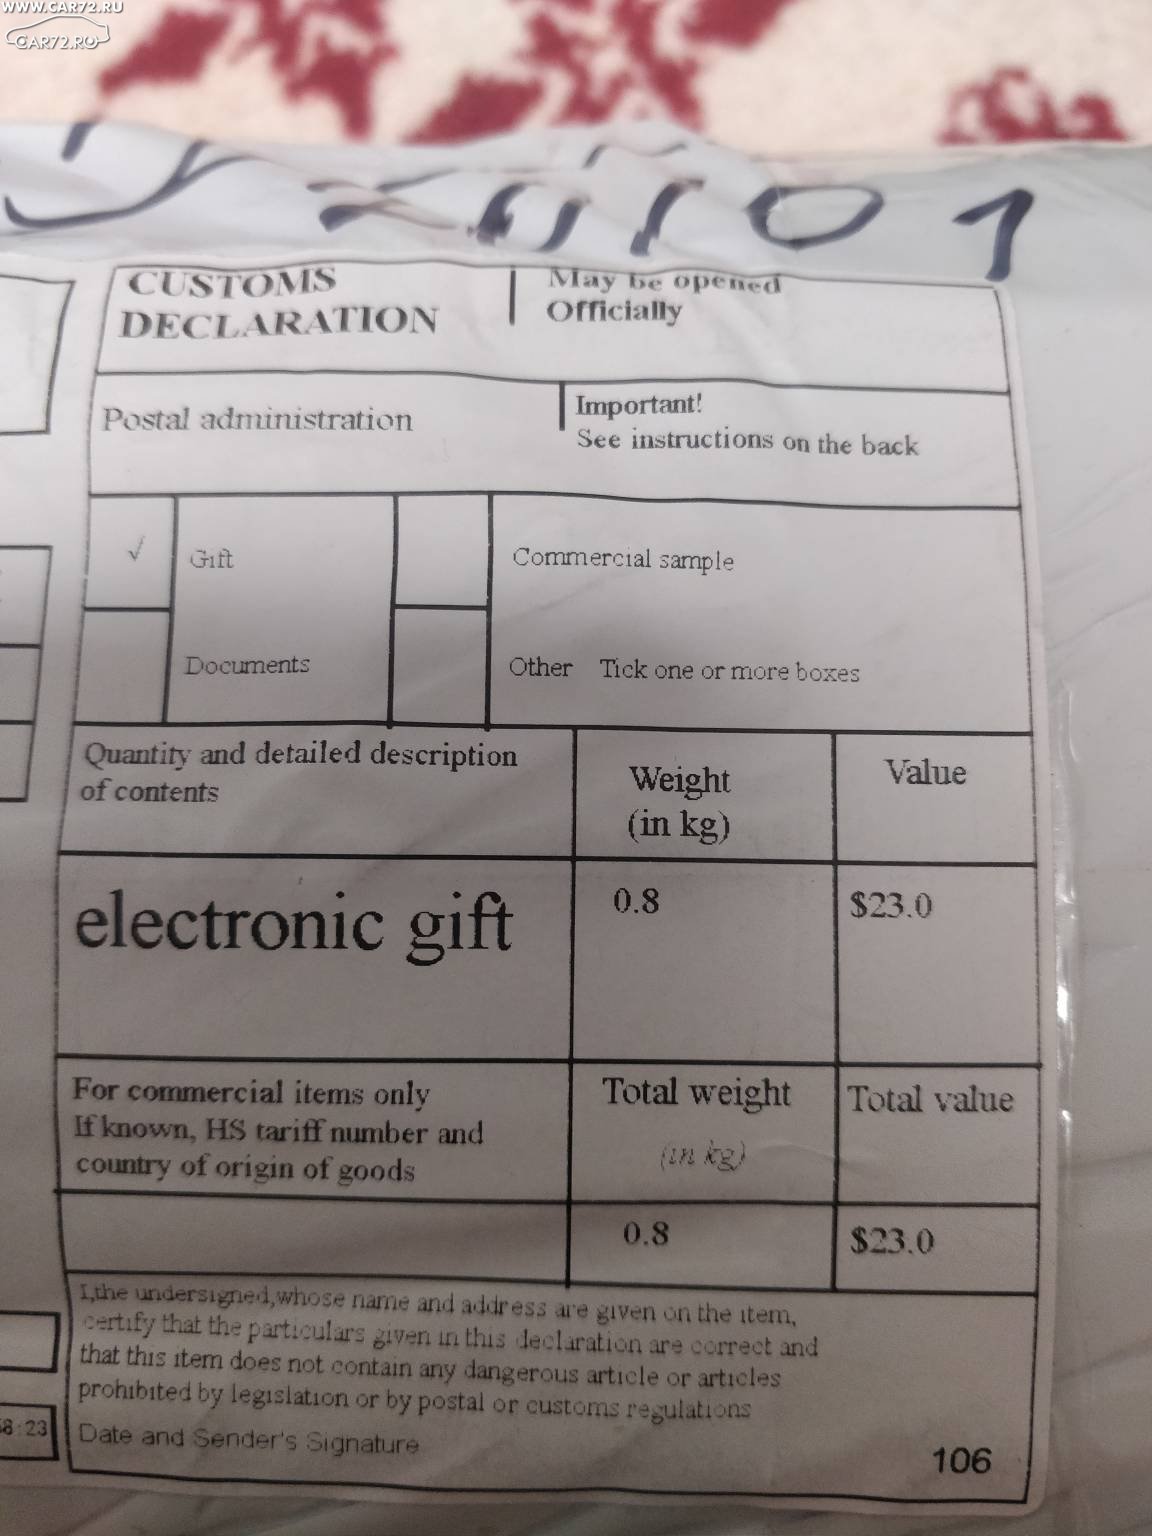 WWW.CAR72.RU
CAR72.RU
CUSTOMS
DECLARATION
May be opened
Officially
Postal administration
Important!
See instructions on the back
√ Gift
Commercial sample
Documents
Other Tick one or more boxes
Quantity and detailed description
of contents
Weight
(in kg)
Value
electronic gift
0.8
$23.0
For commercial items only
If known, HS tariff number and
country of origin of goods
Total weight
(in kg)
Total value
0.8
$23.0
I,the undersigned,whose name and address are given on the item,
certify that the particulars given in this declaration are correct and
that this item does not contain any dangerous article or articles
prohibited by legislation or by postal or customs regulations
Date and Sender's Signature
106